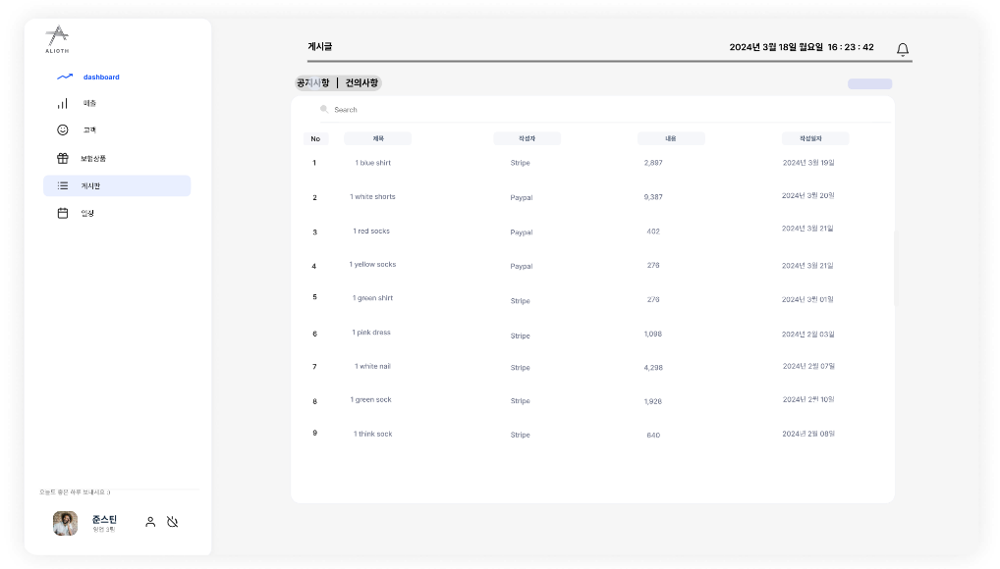 ALIOTH
dashboard
매출
고객
보험상품
게시판
일정
오늘도 좋은 하루 보내세요 :)
준스틴
영업 3팀
게시글
2024년 3월 18일 월요일 16 : 23 : 42
공지사항 | 건의사항
Search
No 제목 작성자 내용 작성일자
1 1 blue shirt Stripe 2,897 2024년 3월 19일
2 1 white shorts Paypal 9,387 2024년 3월 20일
3 1 red socks Paypal 402 2024년 3월 21일
4 1 yellow socks Paypal 276 2024년 3월 21일
5 1 green shirt Stripe 276 2024년 3월 01일
6 1 pink dress Stripe 1,098 2024년 2월 03일
7 1 white nail Stripe 4,298 2024년 2월 07일
8 1 green sock Stripe 1,928 2024년 2월 10일
9 1 think sock Stripe 640 2024년 2월 08일